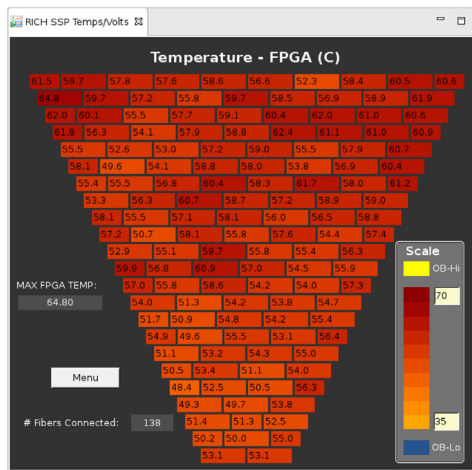 RICH SSP Temps/Volts
Temperature - FPGA (C)
61.5 59.7 57.8 57.6 58.6 56.6 52.3 58.4 60.5 60.6
64.8 59.7 57.2 55.8 59.7 58.5 56.9 58.9 61.9
62.0 60.1 55.5 57.7 59.1 60.4 62.0 61.0 60.6
61.8 56.3 54.1 57.9 58.8 62.4 61.1 61.0 60.9
55.5 52.6 53.0 57.2 59.0 55.5 57.9 60.7
58.1 49.6 54.1 58.8 58.0 53.8 56.9 60.4
55.4 55.5 56.8 60.4 58.3 61.7 58.0 61.2
53.3 56.3 60.7 58.7 57.2 58.9 59.0
58.1 55.5 57.1 58.1 56.0 56.5 58.8
57.2 50.7 58.1 55.8 57.6 54.4 57.4
52.9 55.1 59.7 55.8 55.4 56.3
59.9 56.8 60.9 57.0 54.5 55.9
57.0 55.8 58.6 54.2 54.0 57.3
54.0 51.3 54.2 53.8 54.7
51.7 50.9 54.8 54.2 55.4
54.9 49.6 55.5 53.1 56.4
51.1 53.2 54.3 55.0
50.5 53.4 51.1 54.0
48.4 52.5 50.5 56.3
49.3 49.7 53.8
51.4 51.3 52.5
50.2 50.0 55.0
53.1 53.1
MAX FPGA TEMP:
64.80
Menu
# Fibers Connected: 138
Scale
OB-Hi
70
35
OB-Lo